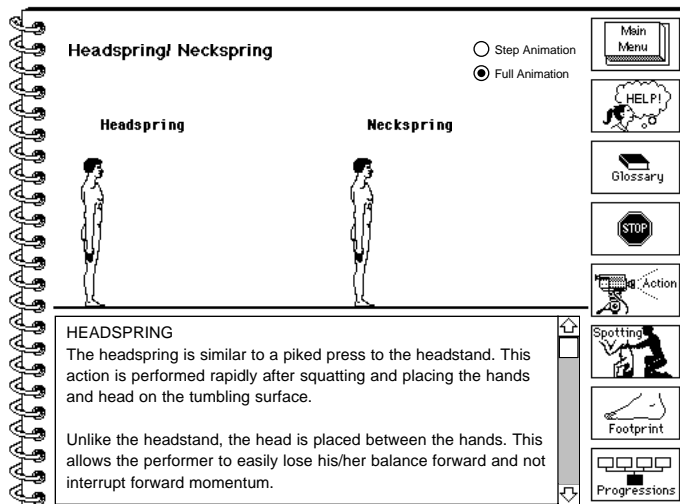 Headspring/ Neckspring
Step Animation
Full Animation
Headspring
Neckspring
HEADSPRING
The headspring is similar to a piked press to the headstand. This
action is performed rapidly after squatting and placing the hands
and head on the tumbling surface.
Unlike the headstand, the head is placed between the hands. This
allows the performer to easily lose his/her balance forward and not
interrupt forward momentum.
Main
Menu
HELP!
Glossary
STOP
Action
Spotting
Footprint
Progressions